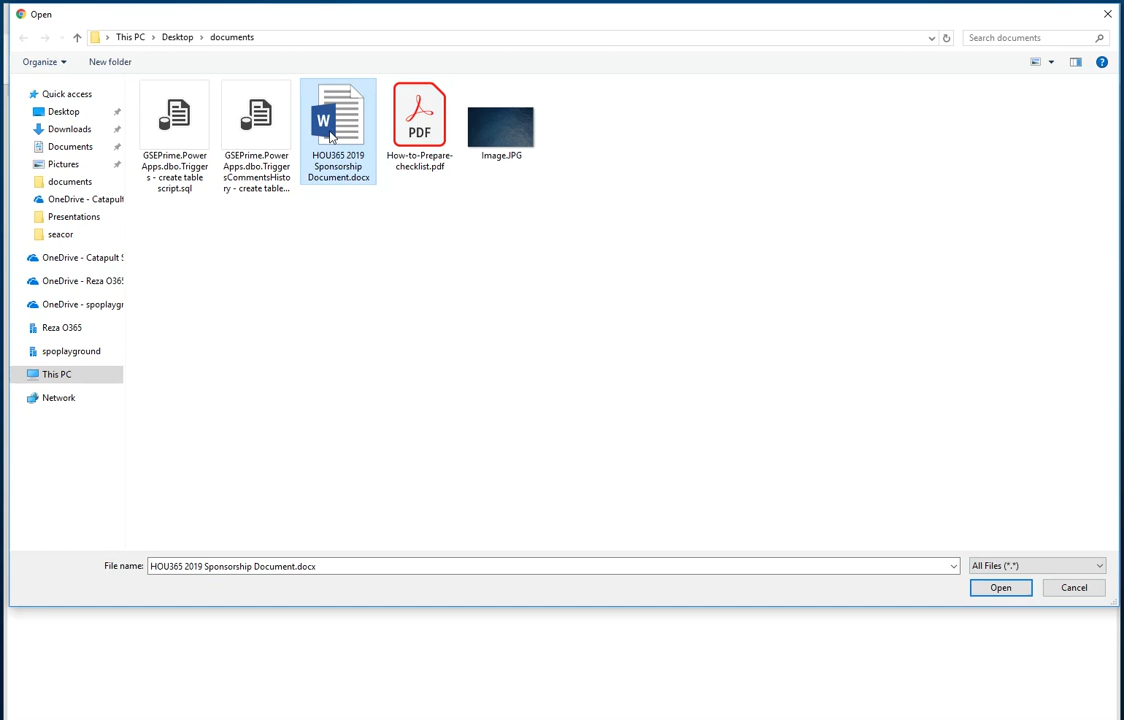 Open
This PC > Desktop > documents
Search documents
Organize
New folder
Quick access
Desktop
Downloads
Documents
Pictures
documents
OneDrive - Catapult
Presentations
seacor
OneDrive - Catapult S
OneDrive - Reza O365
OneDrive - spoplaygr
Reza O365
spoplayground
This PC
Network
GSEPrime.Power
Apps.dbo.Trigger
s - create table
script.sql
GSEPrime.Power
Apps.dbo.Trigger
sCommentsHisto
ry - create table...
W
HOU365 2019
Sponsorship
Document.docx
PDF
How-to-Prepare-
checklist.pdf
Image.JPG
File name:
HOU365 2019 Sponsorship Document.docx
All Files (*.*)
Open
Cancel